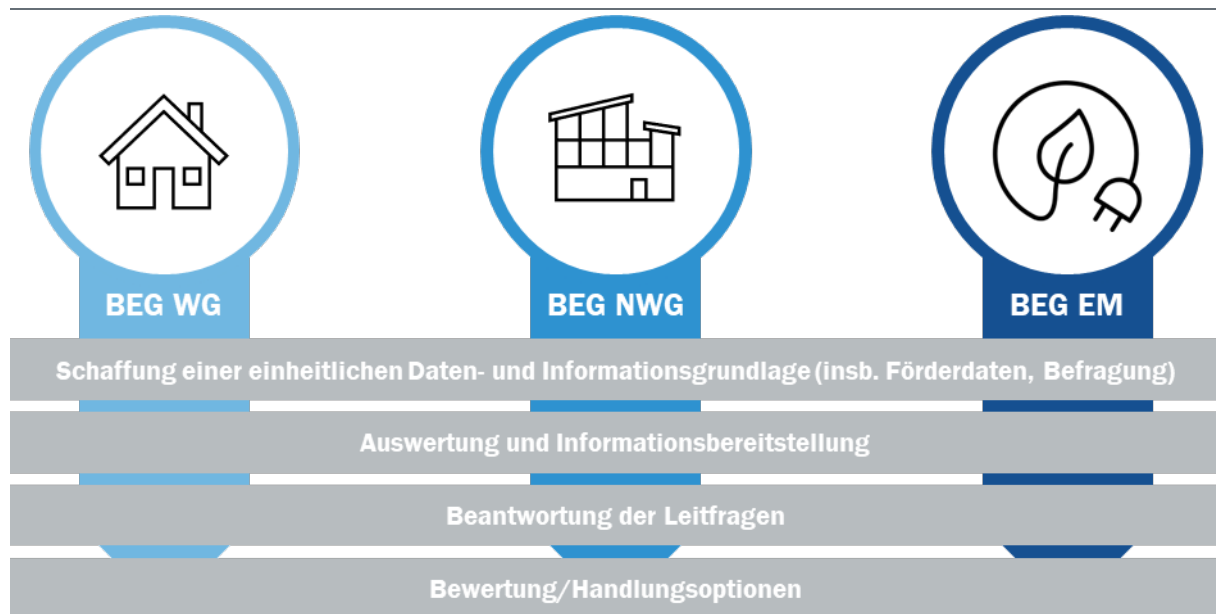 BEG WG
BEG NWG
BEG EM
Schaffung einer einheitlichen Daten- und Informationsgrundlage (insb. Förderdaten, Befragung)
Auswertung und Informationsbereitstellung
Beantwortung der Leitfragen
Bewertung/Handlungsoptionen